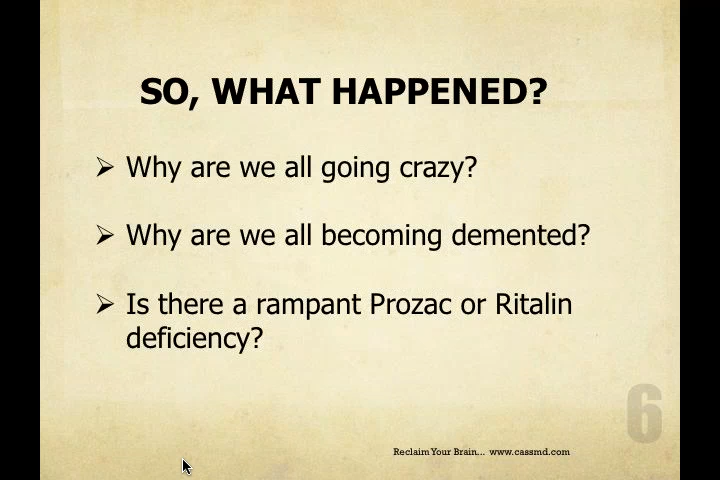 SO, WHAT HAPPENED?
Why are we all going crazy?
Why are we all becoming demented?
Is there a rampant Prozac or Ritalin
deficiency?
6
Reclaim Your Brain... www.cassmd.com